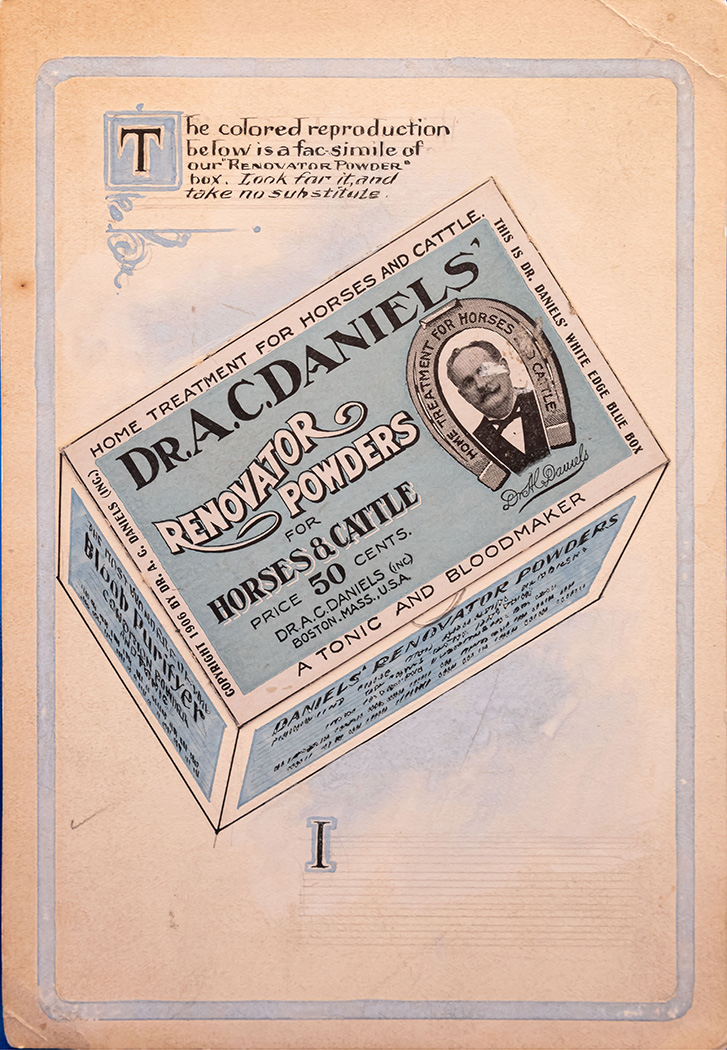 The colored reproduction
below is a fac-simile of
our "RENOVATOR POWDER"
box. Look for it, and
take no substitute.
HOME TREATMENT FOR HORSES AND CATTLE.
DR. A. C. DANIELS'
RENOVATOR
POWDERS
FOR
HORSES & CATTLE
PRICE 50 CENTS.
DR. A. C. DANIELS (INC)
BOSTON, MASS., U.S.A.
HOME TREATMENT FOR HORSES CATTLE
Dr A C Daniels
THIS IS DR. DANIELS' WHITE EDGE BLUE BOX
A TONIC AND BLOODMAKER
COPYRIGHT 1906 BY DR. A. C. DANIELS (INC.)
Blood Purifyer
DANIELS' RENOVATOR POWDERS
I